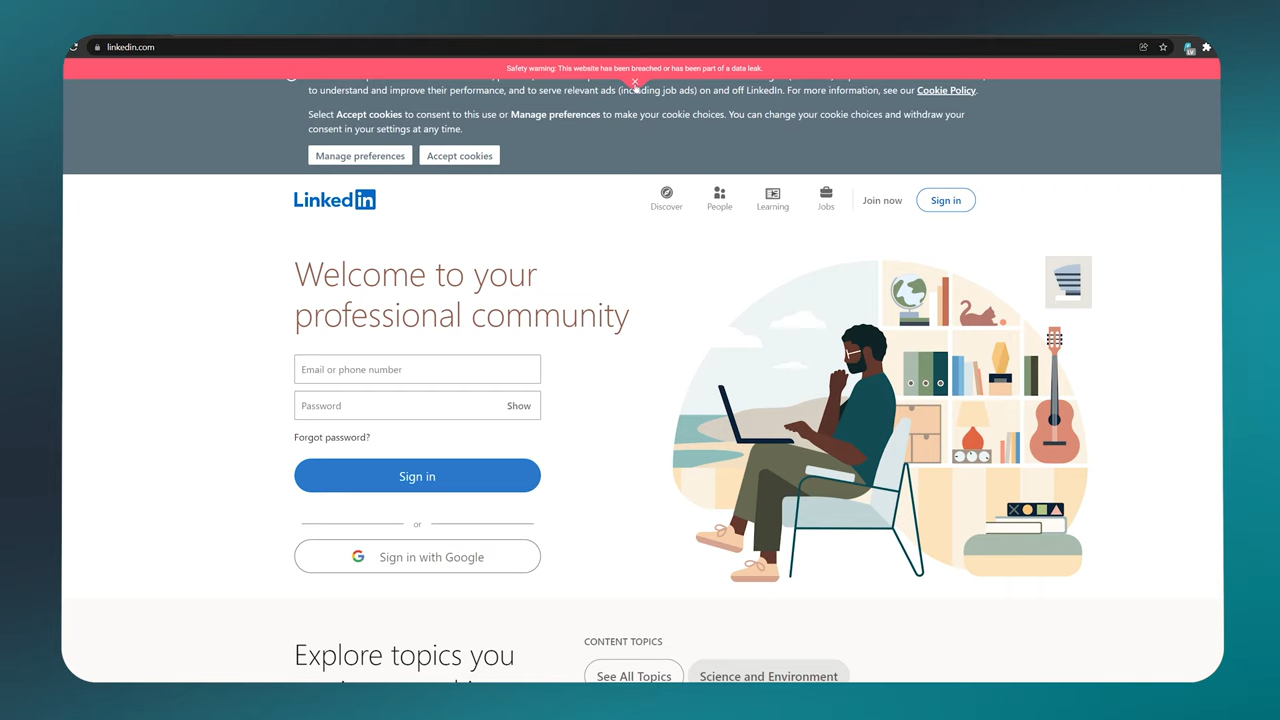 linkedin.com
LV
Safety warning: This website has been breached or has been part of a data leak.
to understand and improve their performance, and to serve relevant ads (including job ads) on and off LinkedIn. For more information, see our Cookie Policy.
Select Accept cookies to consent to this use or Manage preferences to make your cookie choices. You can change your cookie choices and withdraw your
consent in your settings at any time.
Manage preferences
Accept cookies
Linkedin
Discover
People
Learning
Jobs
Join now
Sign in
Welcome to your
professional community
Email or phone number
Password
Show
Forgot password?
Sign in
or
Sign in with Google
Explore topics you
CONTENT TOPICS
See All Topics
Science and Environment